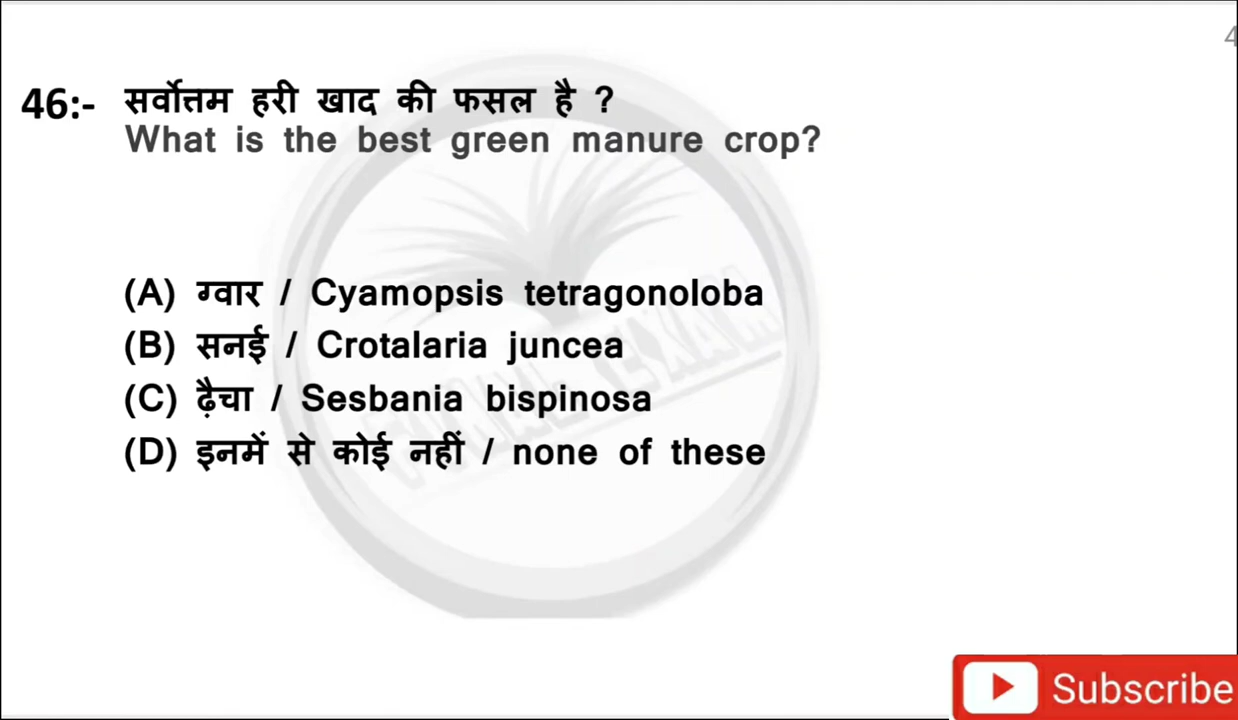 4
46:- सर्वोत्तम हरी खाद की फसल है ?
What is the best green manure crop?
(A) ग्वार / Cyamopsis tetragonoloba
(B) सनई / Crotalaria juncea
(C) ढ़ैचा / Sesbania bispinosa
(D) इनमें से कोई नहीं / none of these
Subscribe